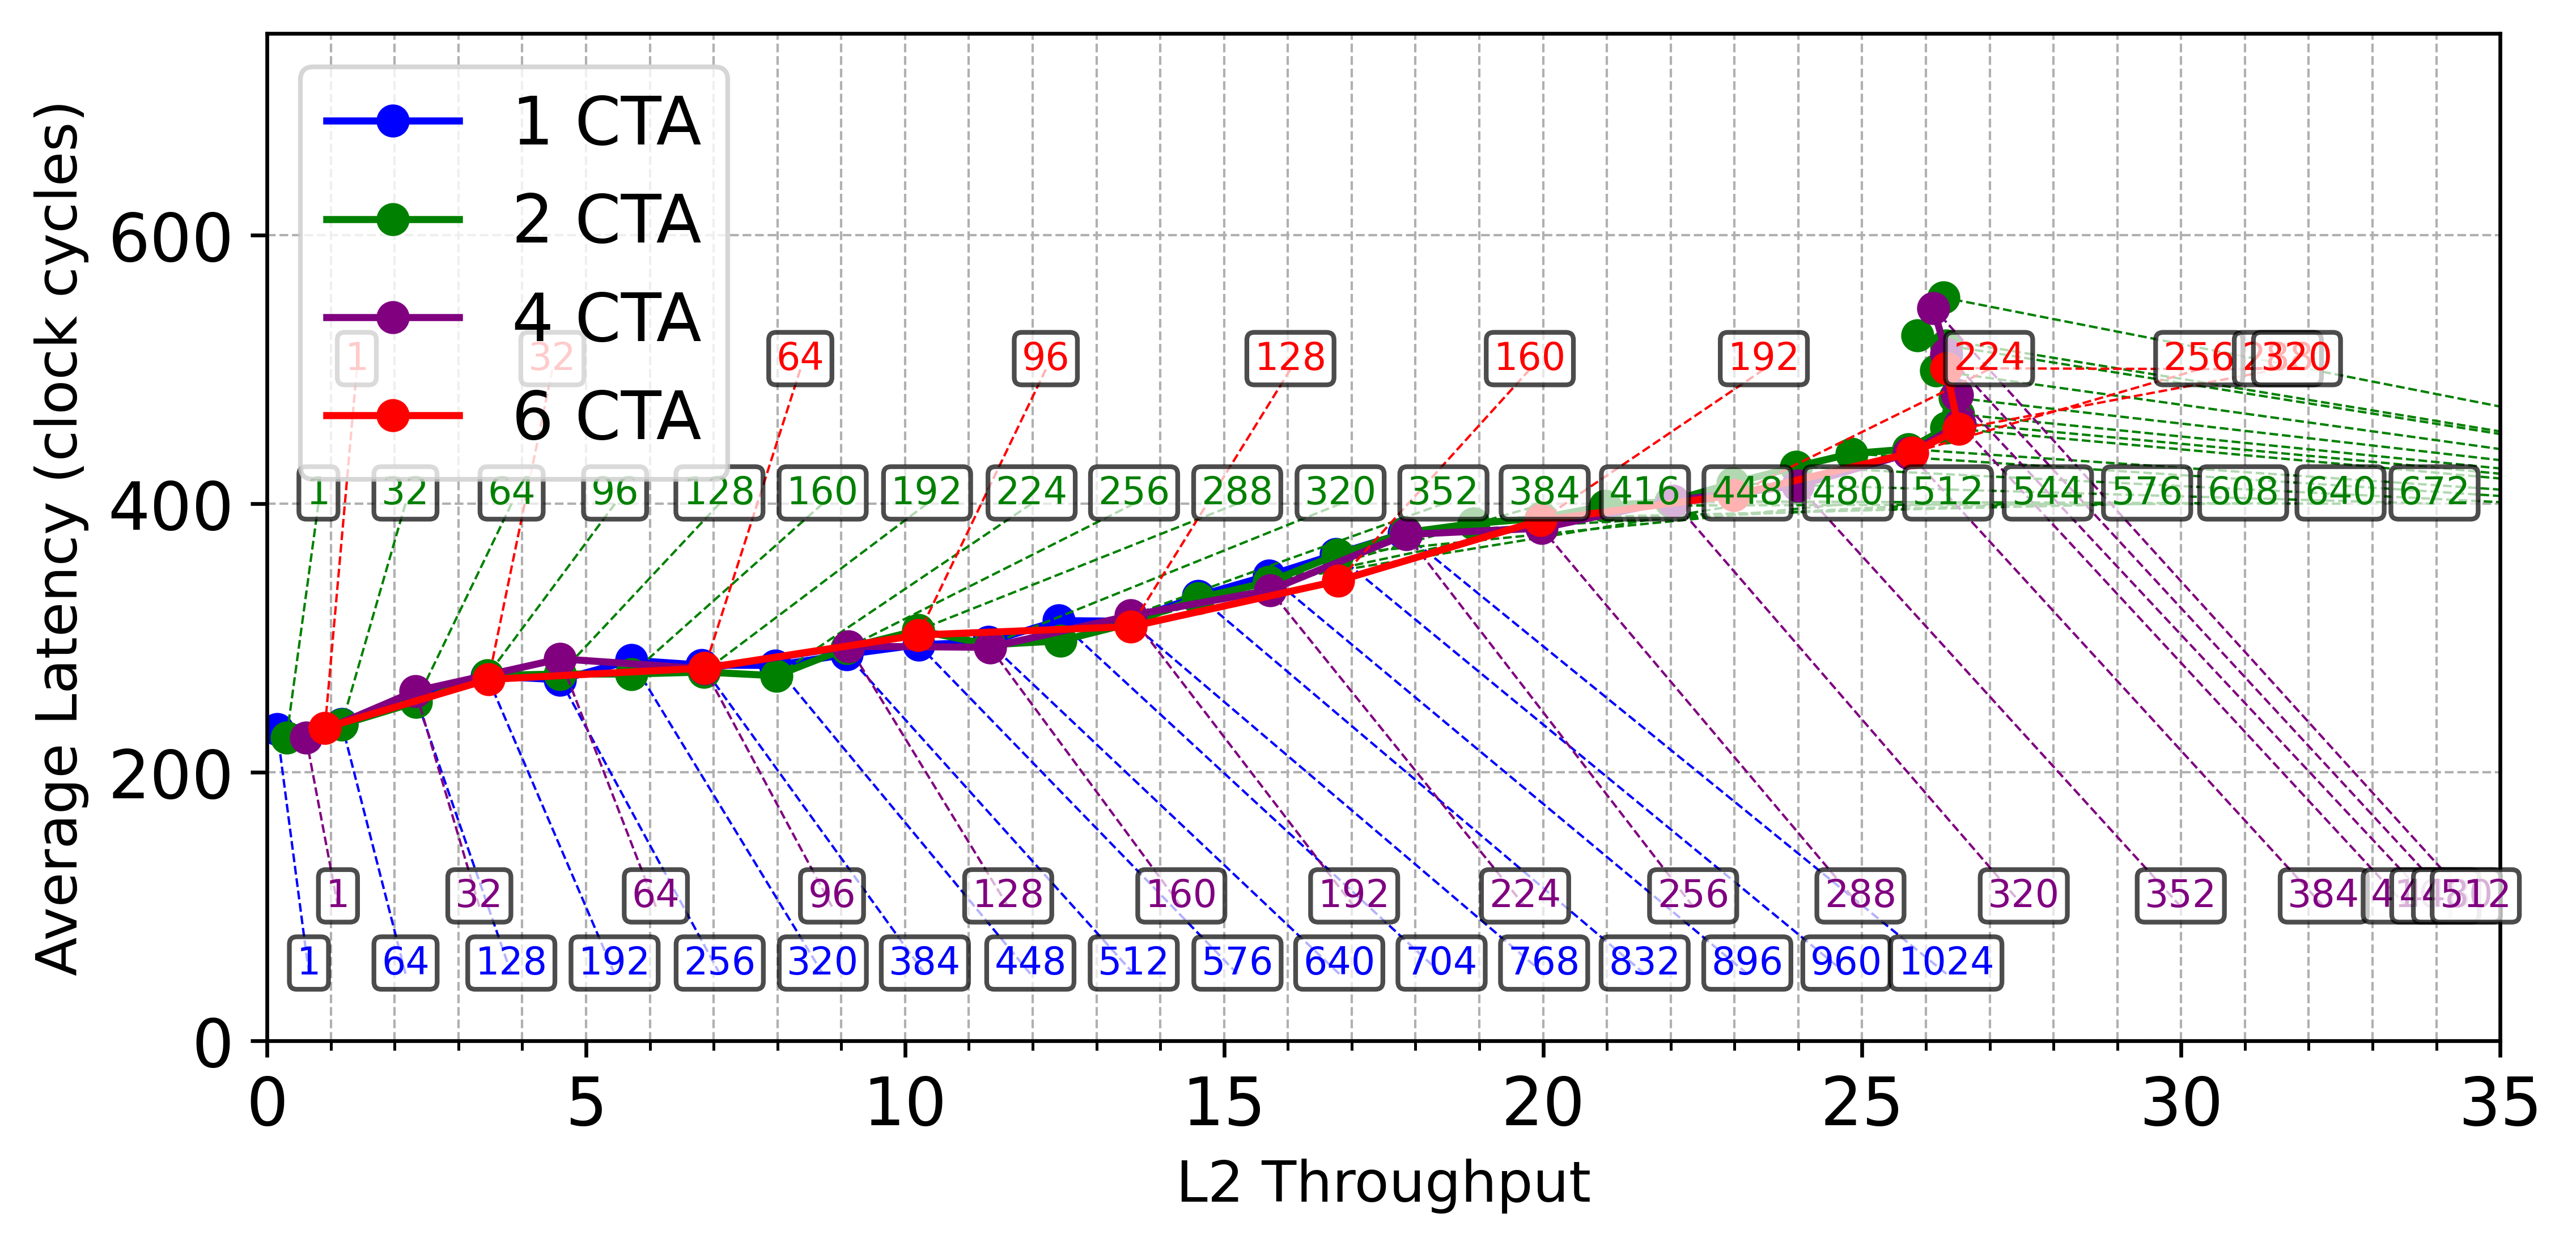 Average Latency (clock cycles)
600
400
200
0
1 CTA
2 CTA
4 CTA
6 CTA
1 32 64 96 128 160 192 224 256 320
1 32 64 96 128 160 192 224 256 288 320 352 384 416 448 480 512 544 576 608 640 672
1 32 64 96 128 160 192 224 256 288 320 352 384 512
1 64 128 192 256 320 384 448 512 576 640 704 768 832 896 960 1024
0 5 10 15 20 25 30 35
L2 Throughput